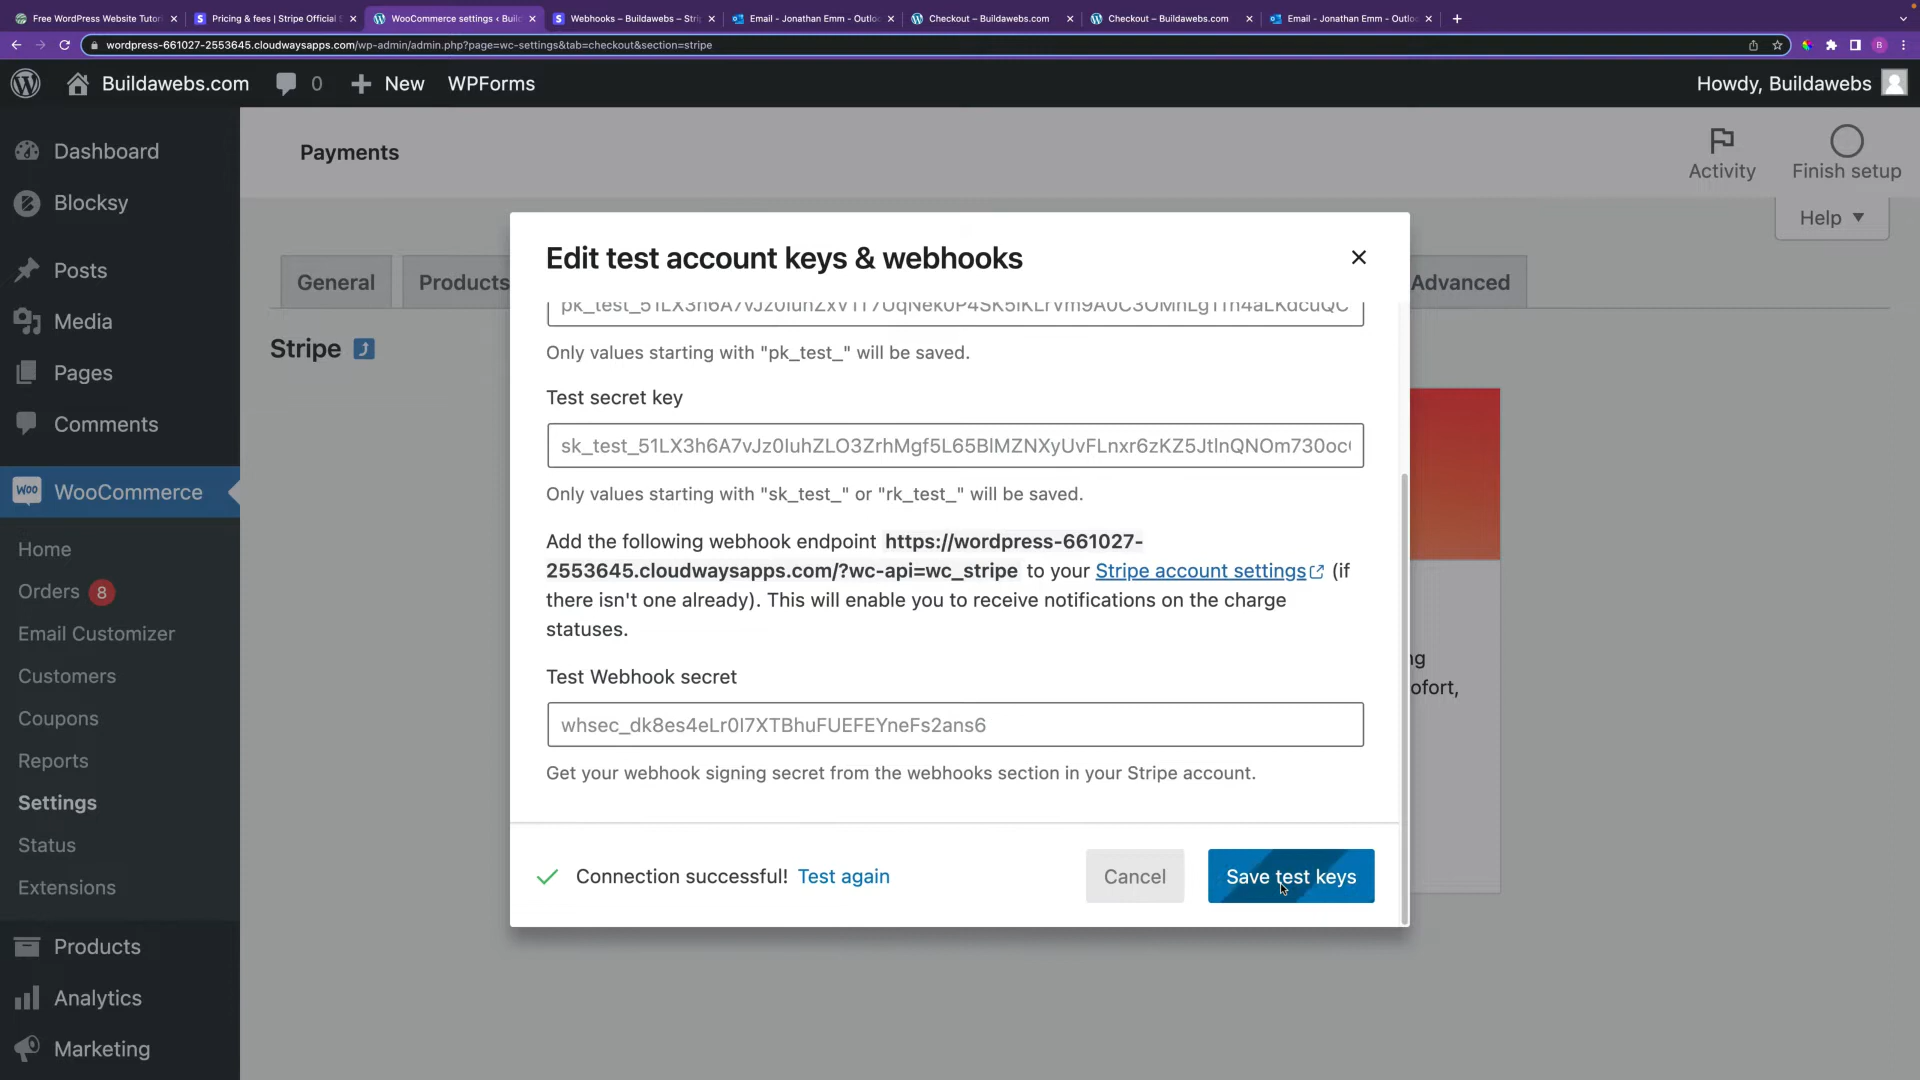 Free WordPress Website Tutori
Pricing & fees | Stripe Official
WooCommerce settings ‹ Build
Webhooks – Buildawebs – Strip
Email - Jonathan Emm - Outloo
Checkout – Buildawebs.com
Checkout – Buildawebs.com
Email - Jonathan Emm - Outloo
wordpress-661027-2553645.cloudwaysapps.com/wp-admin/admin.php?page=wc-settings&tab=checkout&section=stripe
B
Buildawebs.com
0
New
WPForms
Howdy, Buildawebs
Dashboard
Blocksy
Posts
Media
Pages
Comments
Woo WooCommerce
Home
Orders 8
Email Customizer
Customers
Coupons
Reports
Settings
Status
Extensions
Products
Analytics
Marketing
Payments
Activity
Finish setup
Help
General
Products
Advanced
Stripe
Edit test account keys & webhooks
Only values starting with "pk_test_" will be saved.
Test secret key
Only values starting with "sk_test_" or "rk_test_" will be saved.
Add the following webhook endpoint https://wordpress-661027-
2553645.cloudwaysapps.com/?wc-api=wc_stripe to your Stripe account settings (if
there isn't one already). This will enable you to receive notifications on the charge
statuses.
Test Webhook secret
Get your webhook signing secret from the webhooks section in your Stripe account.
Connection successful! Test again
Cancel
Save test keys
ng
ofort,